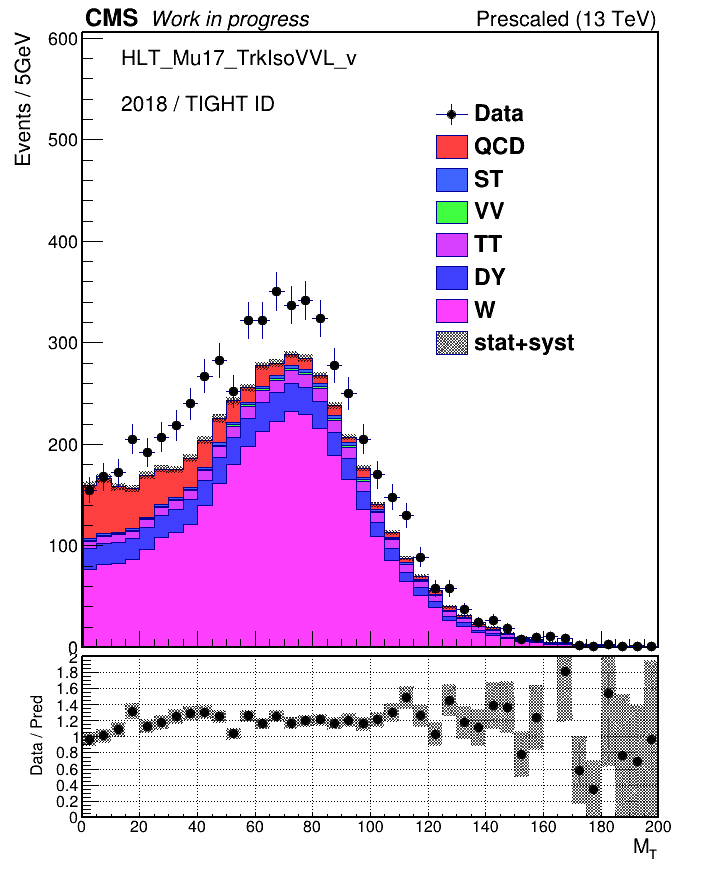 CMS Work in progress Prescaled (13 TeV)
HLT_Mu17_TrkIsoVVL_v
2018 / TIGHT ID
Events / 5GeV
600
500
400
300
200
100
0
Data
QCD
ST
VV
TT
DY
W
stat+syst
Data / Pred
2
1.8
1.6
1.4
1.2
1
0.8
0.6
0.4
0.2
0
0 20 40 60 80 100 120 140 160 180 200
M_T